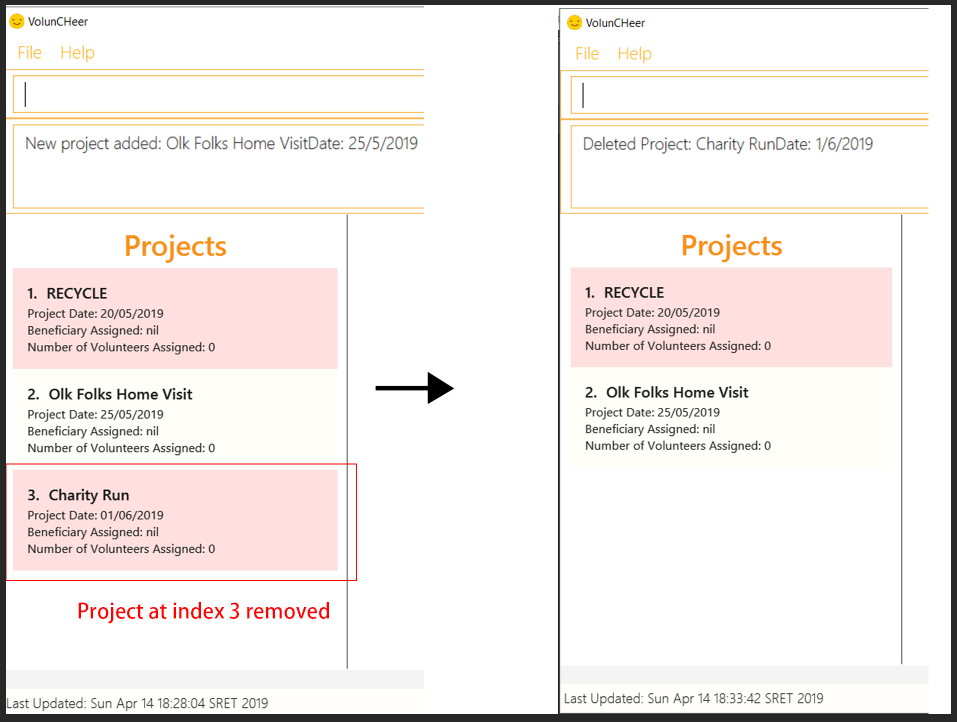 VolunCHeer
File Help
New project added: Olk Folks Home VisitDate: 25/5/2019
Projects
1. RECYCLE
Project Date: 20/05/2019
Beneficiary Assigned: nil
Number of Volunteers Assigned: 0
2. Olk Folks Home Visit
Project Date: 25/05/2019
Beneficiary Assigned: nil
Number of Volunteers Assigned: 0
3. Charity Run
Project Date: 01/06/2019
Beneficiary Assigned: nil
Number of Volunteers Assigned: 0
Project at index 3 removed
Last Updated: Sun Apr 14 18:28:04 SRET 2019
VolunCHeer
File Help
Deleted Project: Charity RunDate: 1/6/2019
Projects
1. RECYCLE
Project Date: 20/05/2019
Beneficiary Assigned: nil
Number of Volunteers Assigned: 0
2. Olk Folks Home Visit
Project Date: 25/05/2019
Beneficiary Assigned: nil
Number of Volunteers Assigned: 0
Last Updated: Sun Apr 14 18:33:42 SRET 2019